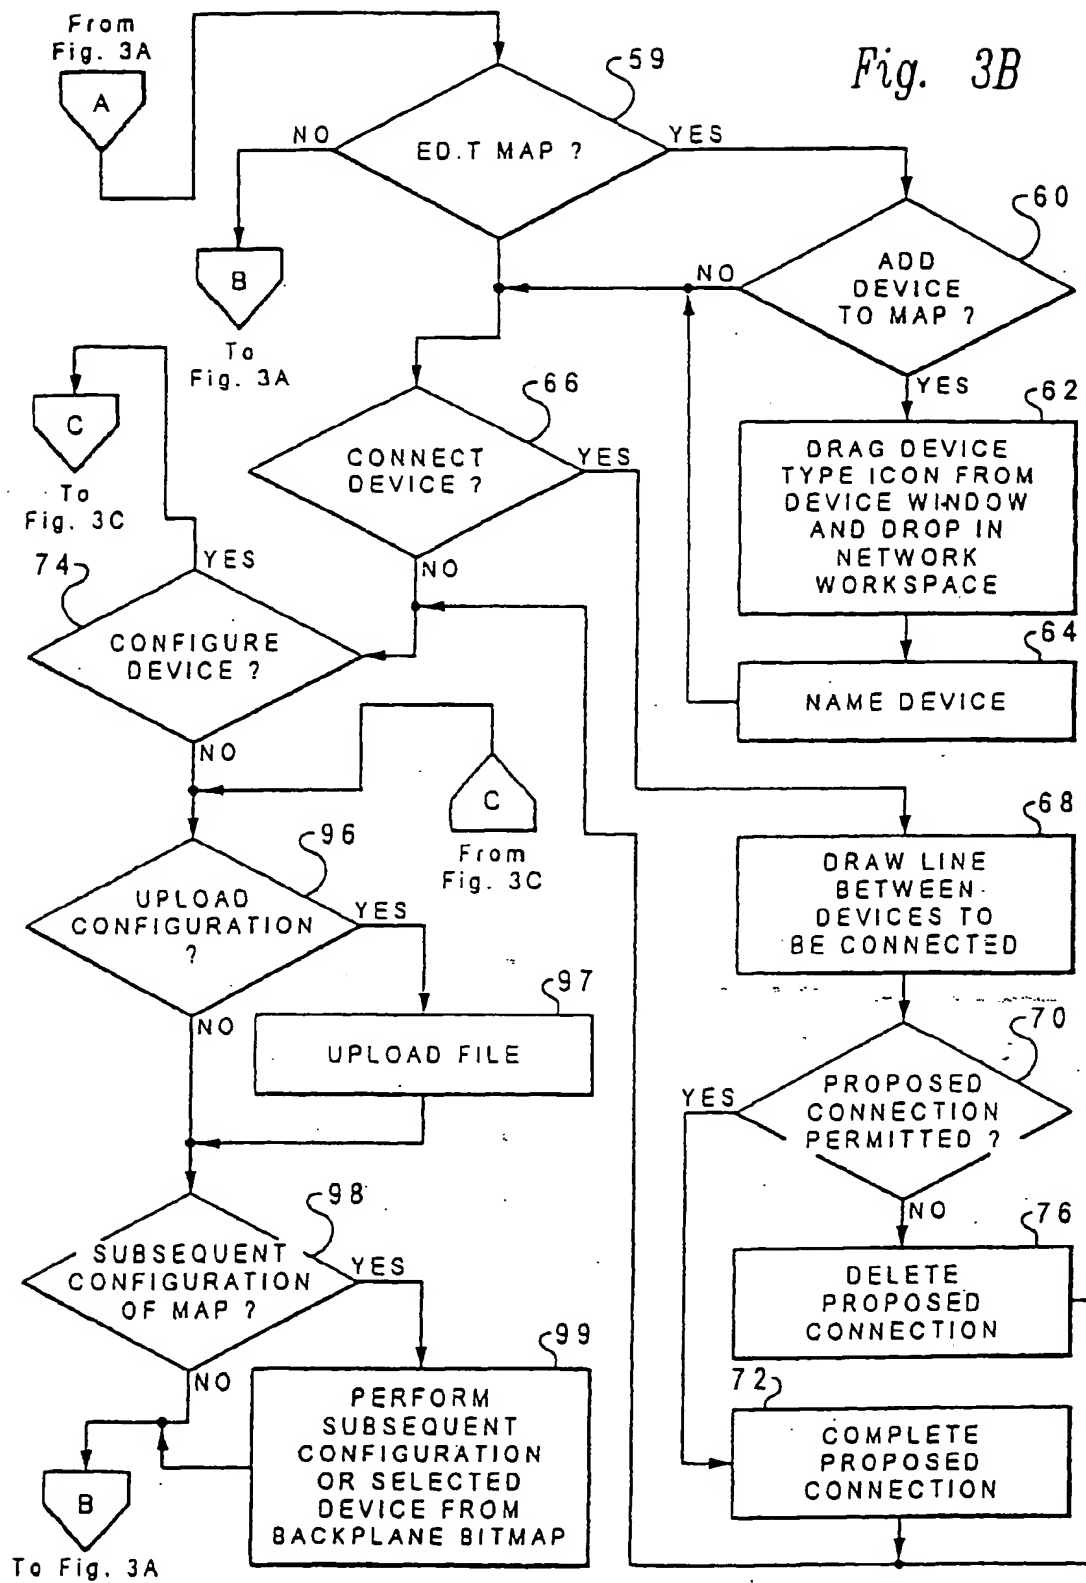 From
Fig. 3A
A
Fig. 3B
59
ED.T MAP ?
NO
YES
B
To
Fig. 3A
60
ADD
DEVICE
TO MAP ?
NO
YES
C
To
Fig. 3C
66
CONNECT
DEVICE ?
YES
NO
62
DRAG DEVICE
TYPE ICON FROM
DEVICE WINDOW
AND DROP IN
NETWORK
WORKSPACE
64
NAME DEVICE
74
YES
CONFIGURE
DEVICE ?
NO
C
From
Fig. 3C
68
DRAW LINE
BETWEEN
DEVICES TO
BE CONNECTED
96
UPLOAD
CONFIGURATION
?
YES
NO
97
UPLOAD FILE
70
PROPOSED
CONNECTION
PERMITTED ?
YES
NO
76
DELETE
PROPOSED
CONNECTION
98
SUBSEQUENT
CONFIGURATION
OF MAP ?
YES
NO
99
PERFORM
SUBSEQUENT
CONFIGURATION
OR SELECTED
DEVICE FROM
BACKPLANE BITMAP
72
COMPLETE
PROPOSED
CONNECTION
B
To Fig. 3A